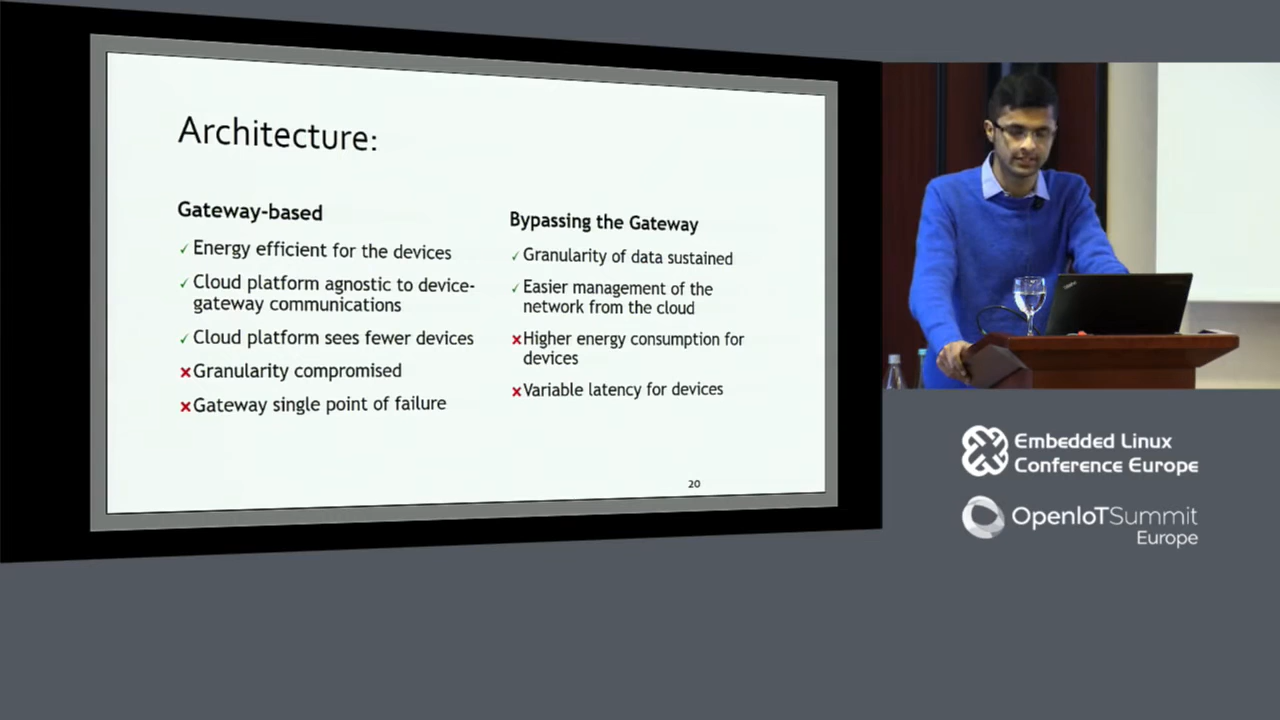 Architecture:
Gateway-based
✓Energy efficient for the devices
✓Cloud platform agnostic to device-
gateway communications
✓Cloud platform sees fewer devices
×Granularity compromised
×Gateway single point of failure
Bypassing the Gateway
✓Granularity of data sustained
✓Easier management of the
network from the cloud
×Higher energy consumption for
devices
×Variable latency for devices
20
Embedded Linux
Conference Europe
OpenIoTSummit
Europe